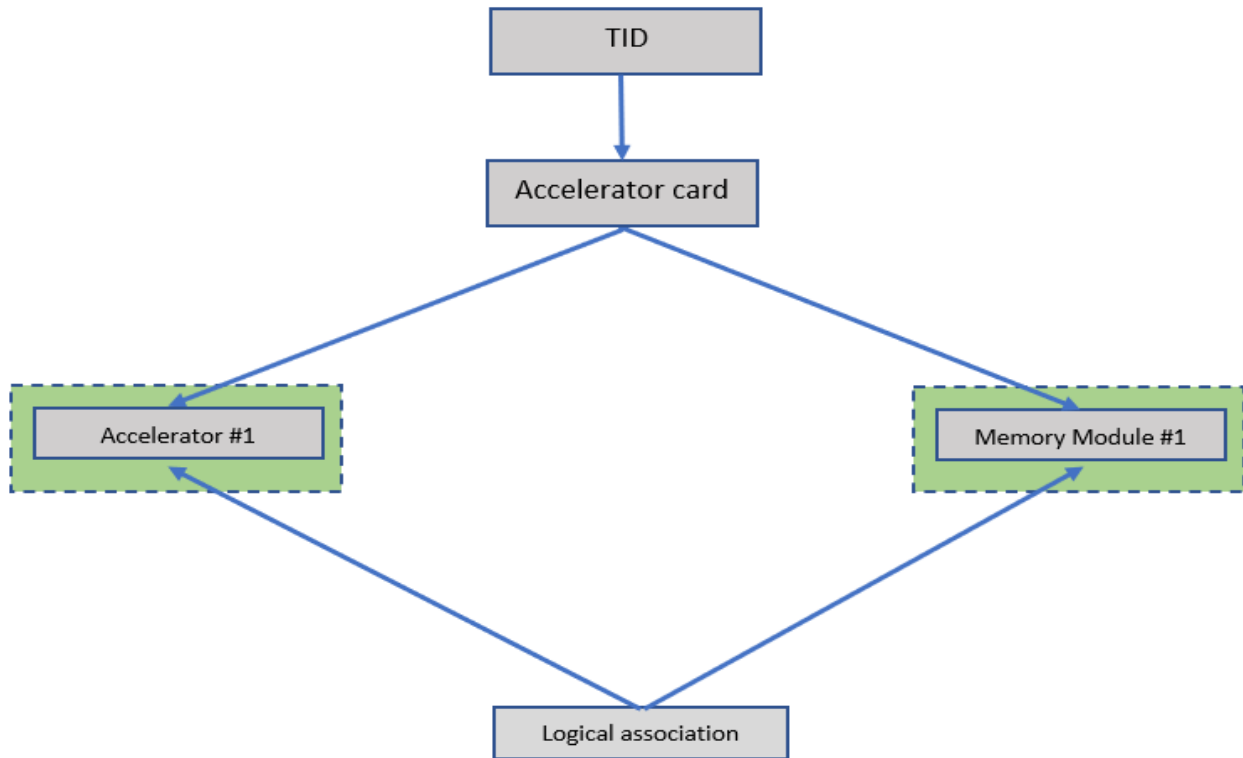 TID
Accelerator card
Accelerator #1
Memory Module #1
Logical association